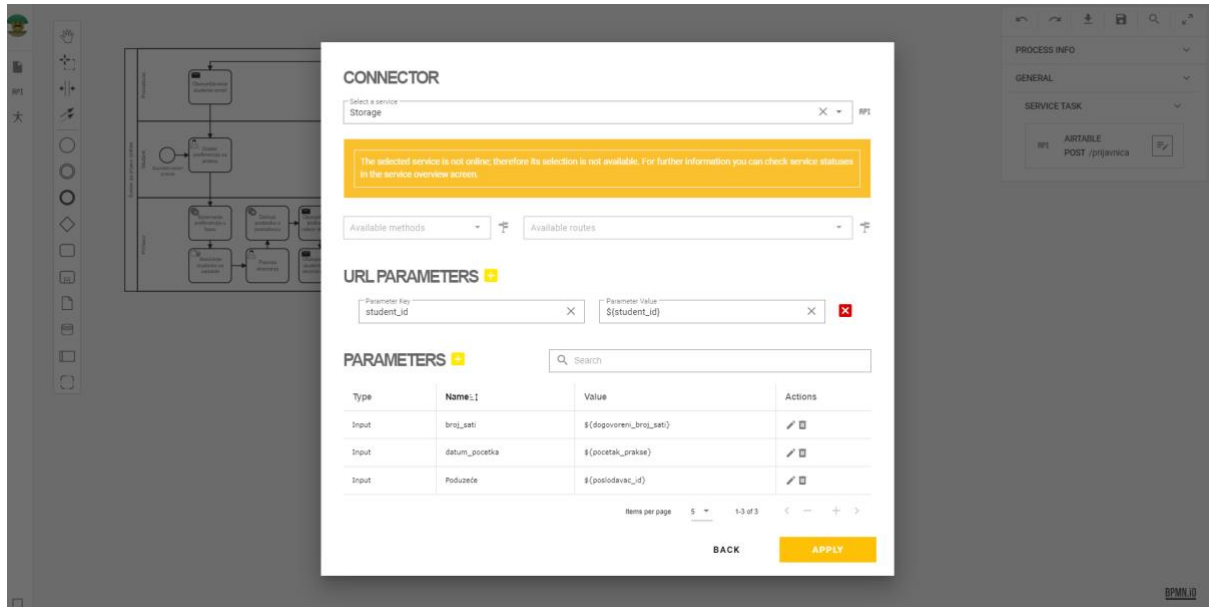 PROCESS INFO
GENERAL
SERVICE TASK
API
AIRTABLE
POST /prijavnica
API
CONNECTOR
Select a service
Storage
API
The selected service is not online; therefore its selection is not available. For further information you can check service statuses
in the service overview screen.
Available methods
Available routes
URL PARAMETERS
Parameter Key
student_id
Parameter Value
${student_id}
PARAMETERS
Search
Type Name Value Actions
Input broj_sati ${dogovoreni_broj_sati}
Input datum_pocetka ${pocetak_prakse}
Input Poduzeće ${poslodavac_id}
Items per page 5 1-3 of 3
BACK APPLY
BPMN.iO